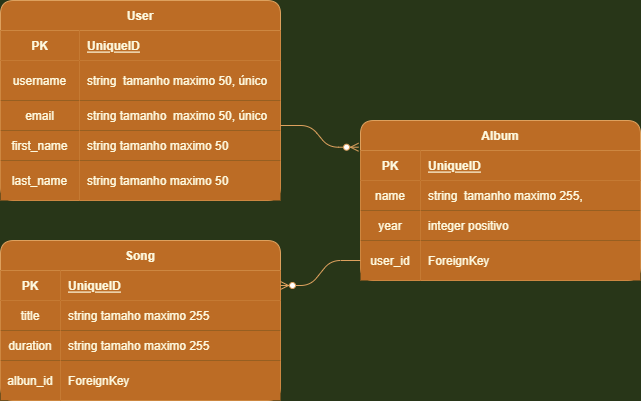 User
PK UniqueID
username string tamanho maximo 50, único
email string tamanho maximo 50, único
first_name string tamanho maximo 50
last_name string tamanho maximo 50
Album
PK UniqueID
name string tamanho maximo 255,
year integer positivo
user_id ForeignKey
Song
PK UniqueID
title string tamaho maximo 255
duration string tamaho maximo 255
albun_id ForeignKey